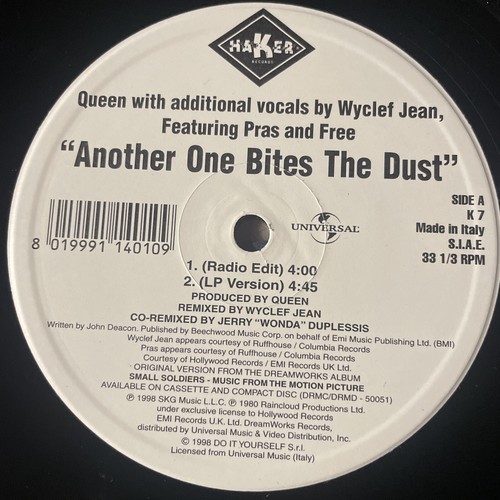 HAKER
RECORDS
Queen with additional vocals by Wyclef Jean,
Featuring Pras and Free
"Another One Bites The Dust"
SIDE A
K 7
Made in Italy
S.I.A.E.
33 1/3 RPM
8 019991 140109
UNIVERSAL
1. (Radio Edit) 4:00
2. (LP Version) 4:45
PRODUCED BY QUEEN
REMIXED BY WYCLEF JEAN
CO-REMIXED BY JERRY "WONDA" DUPLESSIS
Written by John Deacon. Published by Beechwood Music Corp. on behalf of Emi Music Publishing Ltd. (BMI)
Wyclef Jean appears courtesy of Ruffhouse / Columbia Records
Pras appears courtesy of Ruffhouse / Columbia Records
Courtesy of Hollywood Records / EMI Records UK Ltd.
ORIGINAL VERSION FROM THE DREAMWORKS ALBUM
SMALL SOLDIERS - MUSIC FROM THE MOTION PICTURE
AVAILABLE ON CASSETTE AND COMPACT DISC (DRMC/DRMD - 50051)
℗ 1998 SKG Music L.L.C. ℗ 1980 Raincloud Productions Ltd.
under exclusive license to Hollywood Records
EMI Records U.K. Ltd. DreamWorks Records,
distributed by Universal Music & Video Distribution, Inc.
©℗ 1998 DO IT YOURSELF S.r.l.
Licensed from Universal Music (Italy)